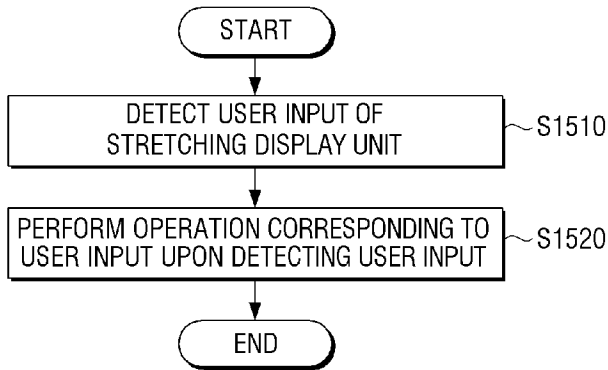 START
DETECT USER INPUT OF
STRETCHING DISPLAY UNIT
S1510
PERFORM OPERATION CORRESPONDING TO
USER INPUT UPON DETECTING USER INPUT
S1520
END